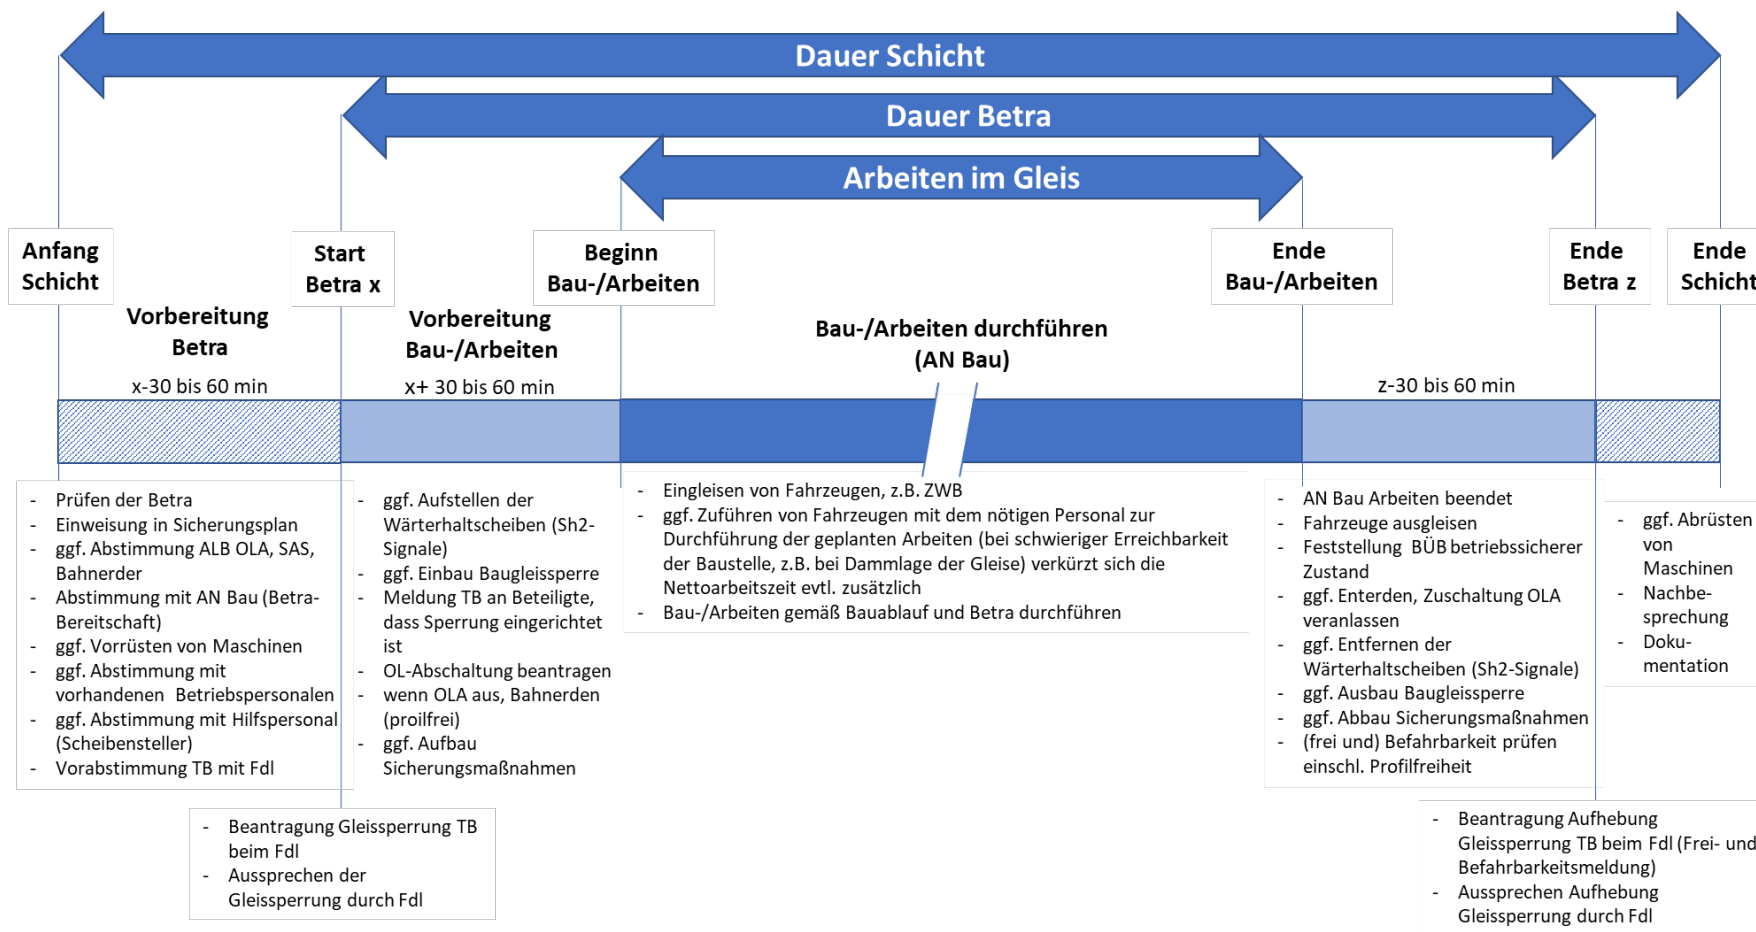 Dauer Schicht
Dauer Betra
Arbeiten im Gleis
Anfang
Schicht
Start
Betra x
Beginn
Bau-/Arbeiten
Ende
Bau-/Arbeiten
Ende
Betra z
Ende
Schicht
Vorbereitung
Betra
x-30 bis 60 min
Vorbereitung
Bau-/Arbeiten
x+ 30 bis 60 min
Bau-/Arbeiten durchführen
(AN Bau)
z-30 bis 60 min
- Prüfen der Betra
- Einweisung in Sicherungsplan
- ggf. Abstimmung ALB OLA, SAS,
Bahnerder
- Abstimmung mit AN Bau (Betra-
Bereitschaft)
- ggf. Vorrüsten von Maschinen
- ggf. Abstimmung mit
vorhandenen Betriebspersonalen
- ggf. Abstimmung mit Hilfspersonal
(Scheibensteller)
- Vorabstimmung TB mit Fdl
- ggf. Aufstellen der
Wärterhaltscheiben (Sh2-
Signale)
- ggf. Einbau Baugleissperre
- Meldung TB an Beteiligte,
dass Sperrung eingerichtet
ist
- OL-Abschaltung beantragen
- wenn OLA aus, Bahnerden
(proilfrei)
- ggf. Aufbau
Sicherungsmaßnahmen
- Eingleisen von Fahrzeugen, z.B. ZWB
- ggf. Zuführen von Fahrzeugen mit dem nötigen Personal zur
Durchführung der geplanten Arbeiten (bei schwieriger Erreichbarkeit
der Baustelle, z.B. bei Dammlage der Gleise) verkürzt sich die
Nettoarbeitszeit evtl. zusätzlich
- Bau-/Arbeiten gemäß Bauablauf und Betra durchführen
- AN Bau Arbeiten beendet
- Fahrzeuge ausgleisen
- Feststellung BÜB betriebssicherer
Zustand
- ggf. Enterden, Zuschaltung OLA
veranlassen
- ggf. Entfernen der
Wärterhaltscheiben (Sh2-Signale)
- ggf. Ausbau Baugleissperre
- ggf. Abbau Sicherungsmaßnahmen
- (frei und) Befahrbarkeit prüfen
einschl. Profilfreiheit
- ggf. Abrüsten
von
Maschinen
- Nachbe-
sprechung
- Doku-
mentation
- Beantragung Gleissperrung TB
beim Fdl
- Aussprechen der
Gleissperrung durch Fdl
- Beantragung Aufhebung
Gleissperrung TB beim Fdl (Frei- und
Befahrbarkeitsmeldung)
- Aussprechen Aufhebung
Gleissperrung durch Fdl